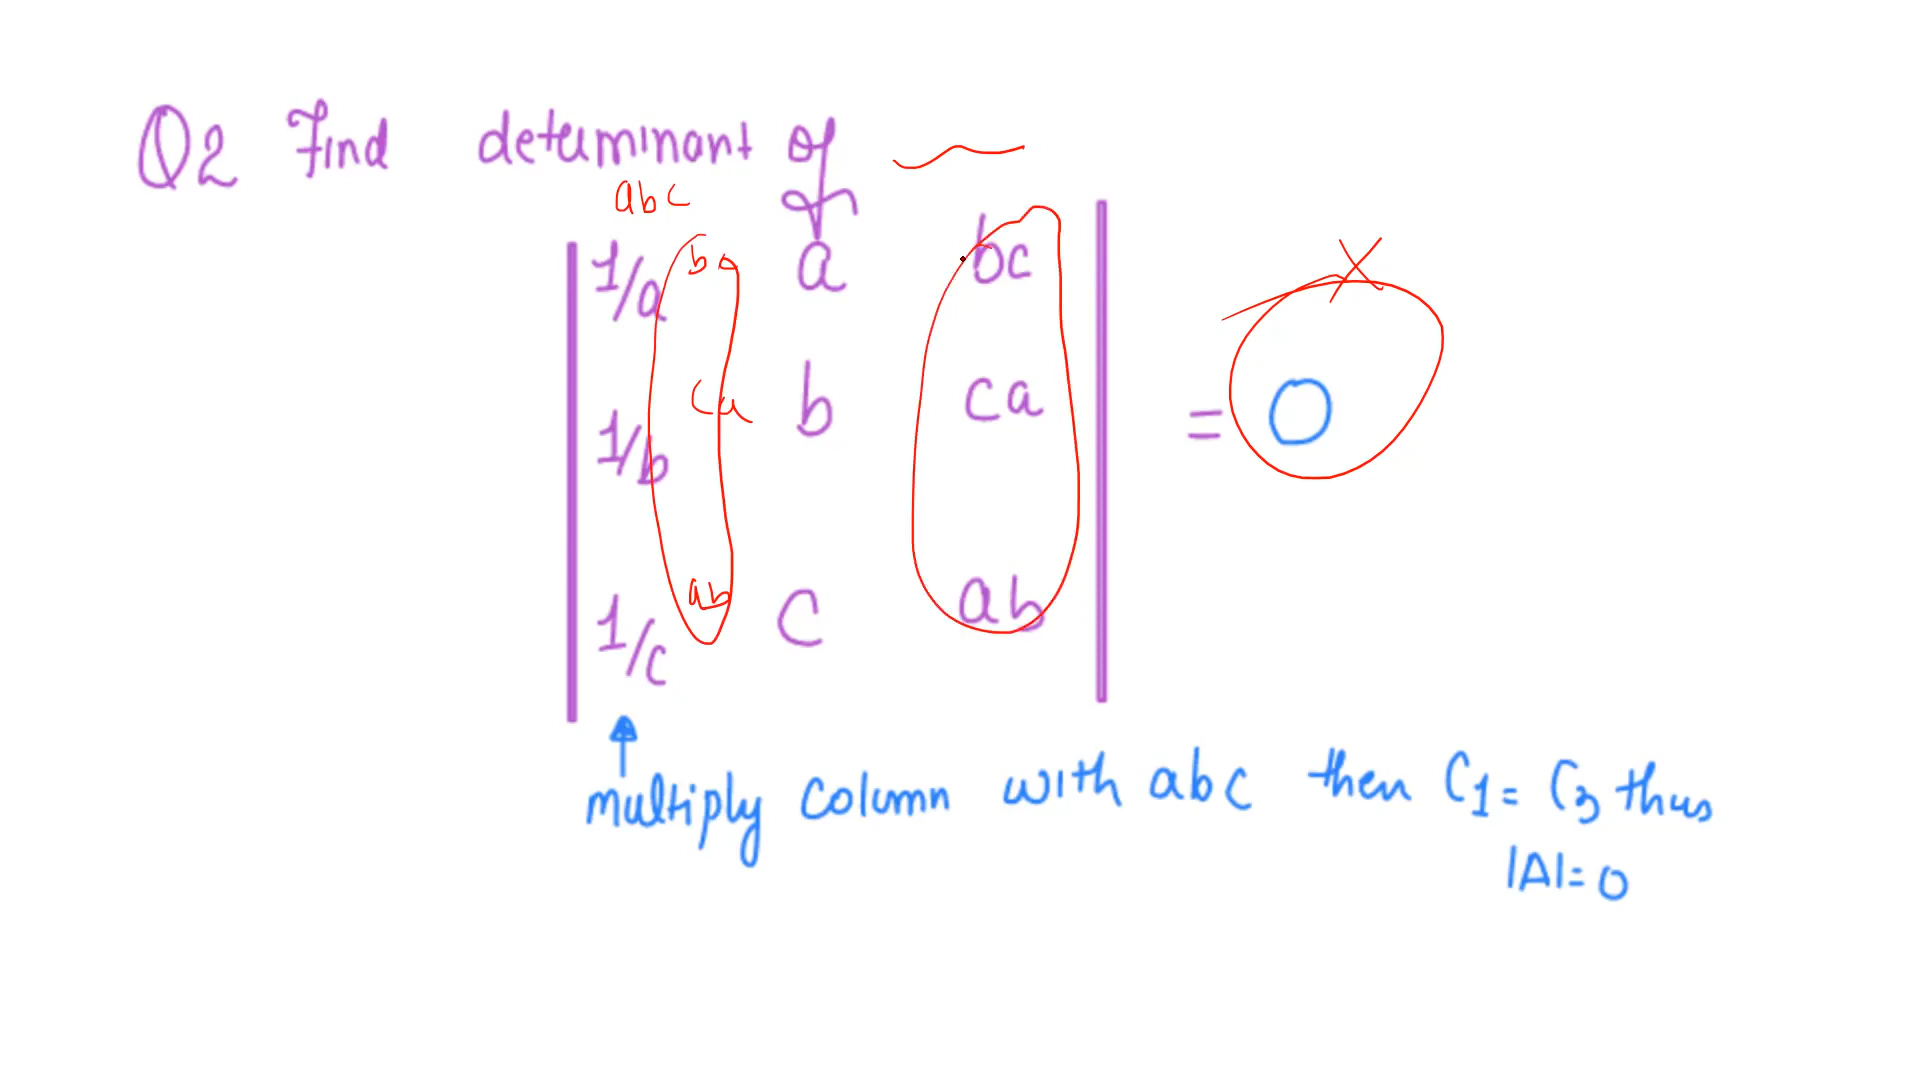 Q2 Find determinant of
abc
1/a bc a bc
1/b ca b ca = 0
1/c ab c ab
multiply column with abc then C1 = C3 thus
|A| = 0